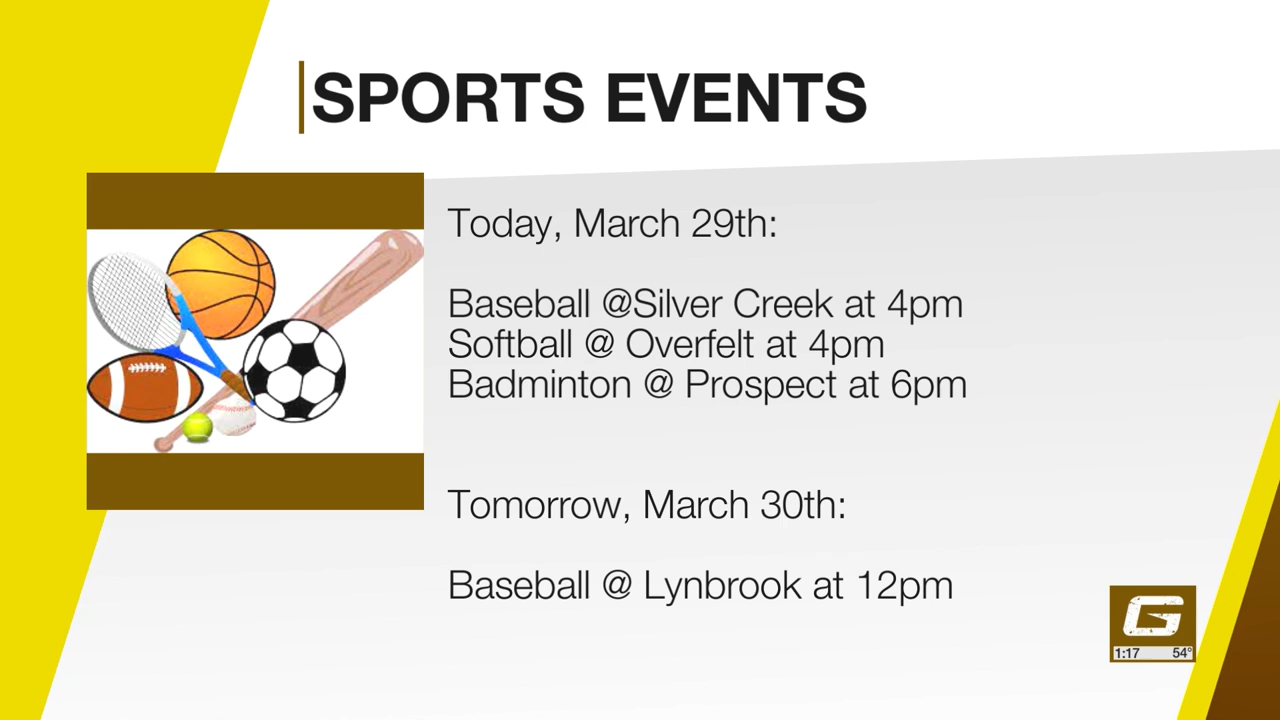 SPORTS EVENTS
Today, March 29th:
Baseball @Silver Creek at 4pm
Softball @ Overfelt at 4pm
Badminton @ Prospect at 6pm
Tomorrow, March 30th:
Baseball @ Lynbrook at 12pm
G
1:17 54°